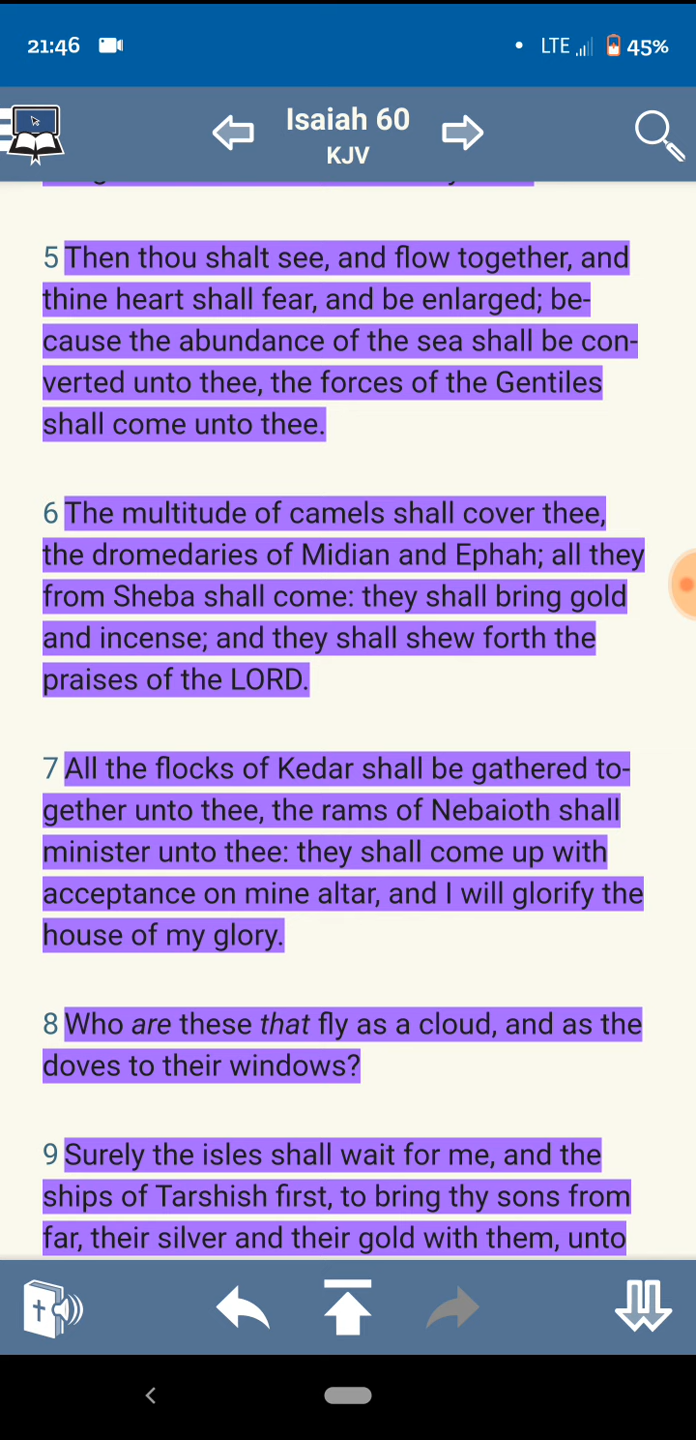 21:46 LTE 45%
Isaiah 60
KJV
5 Then thou shalt see, and flow together, and
thine heart shall fear, and be enlarged; be-
cause the abundance of the sea shall be con-
verted unto thee, the forces of the Gentiles
shall come unto thee.
6 The multitude of camels shall cover thee,
the dromedaries of Midian and Ephah; all they
from Sheba shall come: they shall bring gold
and incense; and they shall shew forth the
praises of the LORD.
7 All the flocks of Kedar shall be gathered to-
gether unto thee, the rams of Nebaioth shall
minister unto thee: they shall come up with
acceptance on mine altar, and I will glorify the
house of my glory.
8 Who are these that fly as a cloud, and as the
doves to their windows?
9 Surely the isles shall wait for me, and the
ships of Tarshish first, to bring thy sons from
far, their silver and their gold with them, unto